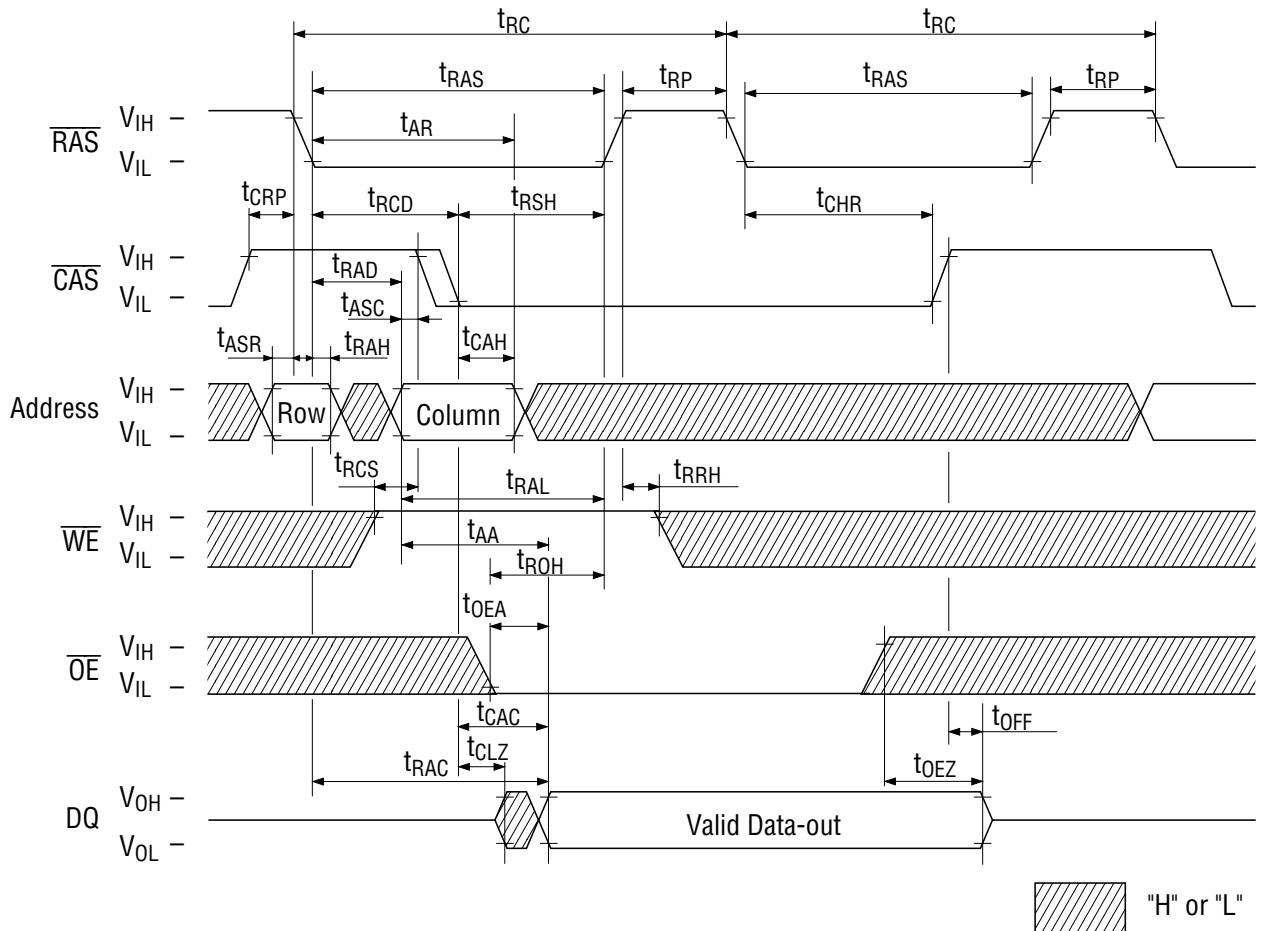 tRC tRC
tRAS tRP tRAS tRP
RAS VIH – tAR
VIL –
tCRP tRCD tRSH tCHR
CAS VIH –
VIL – tRAD
tASC
tASR tRAH tCAH
Address VIH – Row Column
VIL –
tRCS tRAL tRRH
WE VIH –
VIL – tAA
tROH
tOEA
OE VIH –
VIL –
tCAC tOFF
tRAC tCLZ tOEZ
DQ VOH – Valid Data-out
VOL –
"H" or "L"